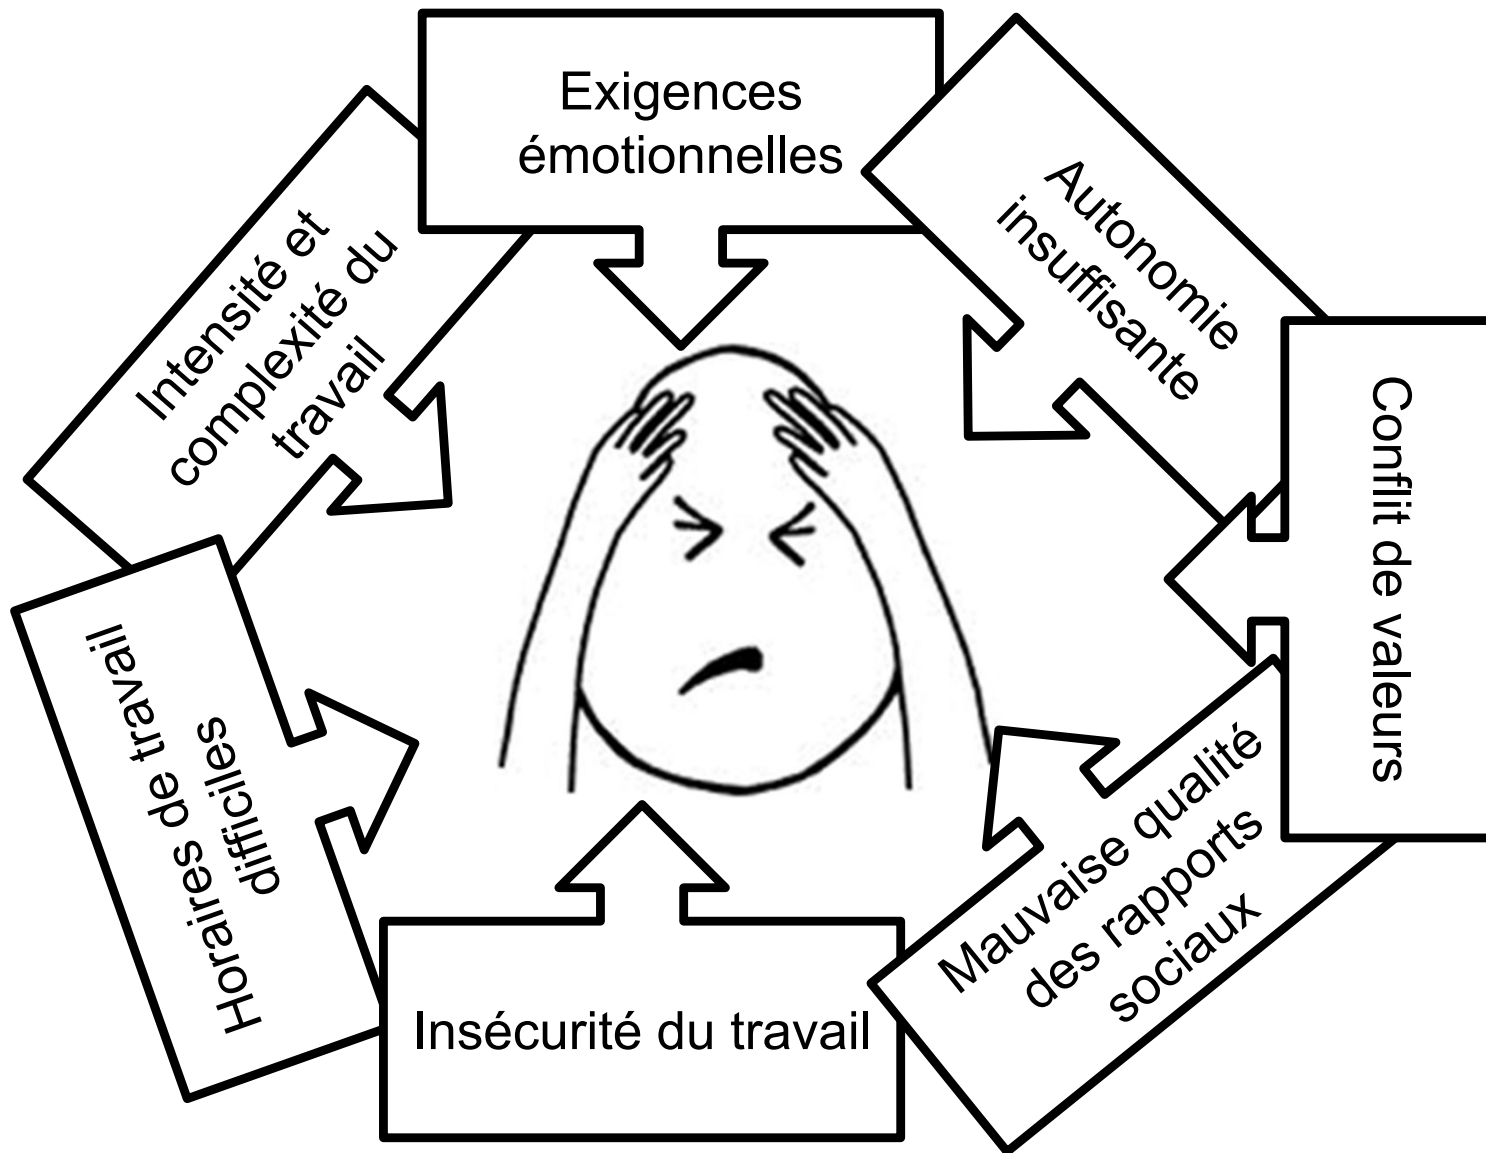 Exigences
émotionnelles
Autonomie
insuffisante
Conflit de valeurs
Mauvaise qualité
des rapports
sociaux
Insécurité du travail
Horaires de travail
difficiles
Intensité et
complexité du
travail